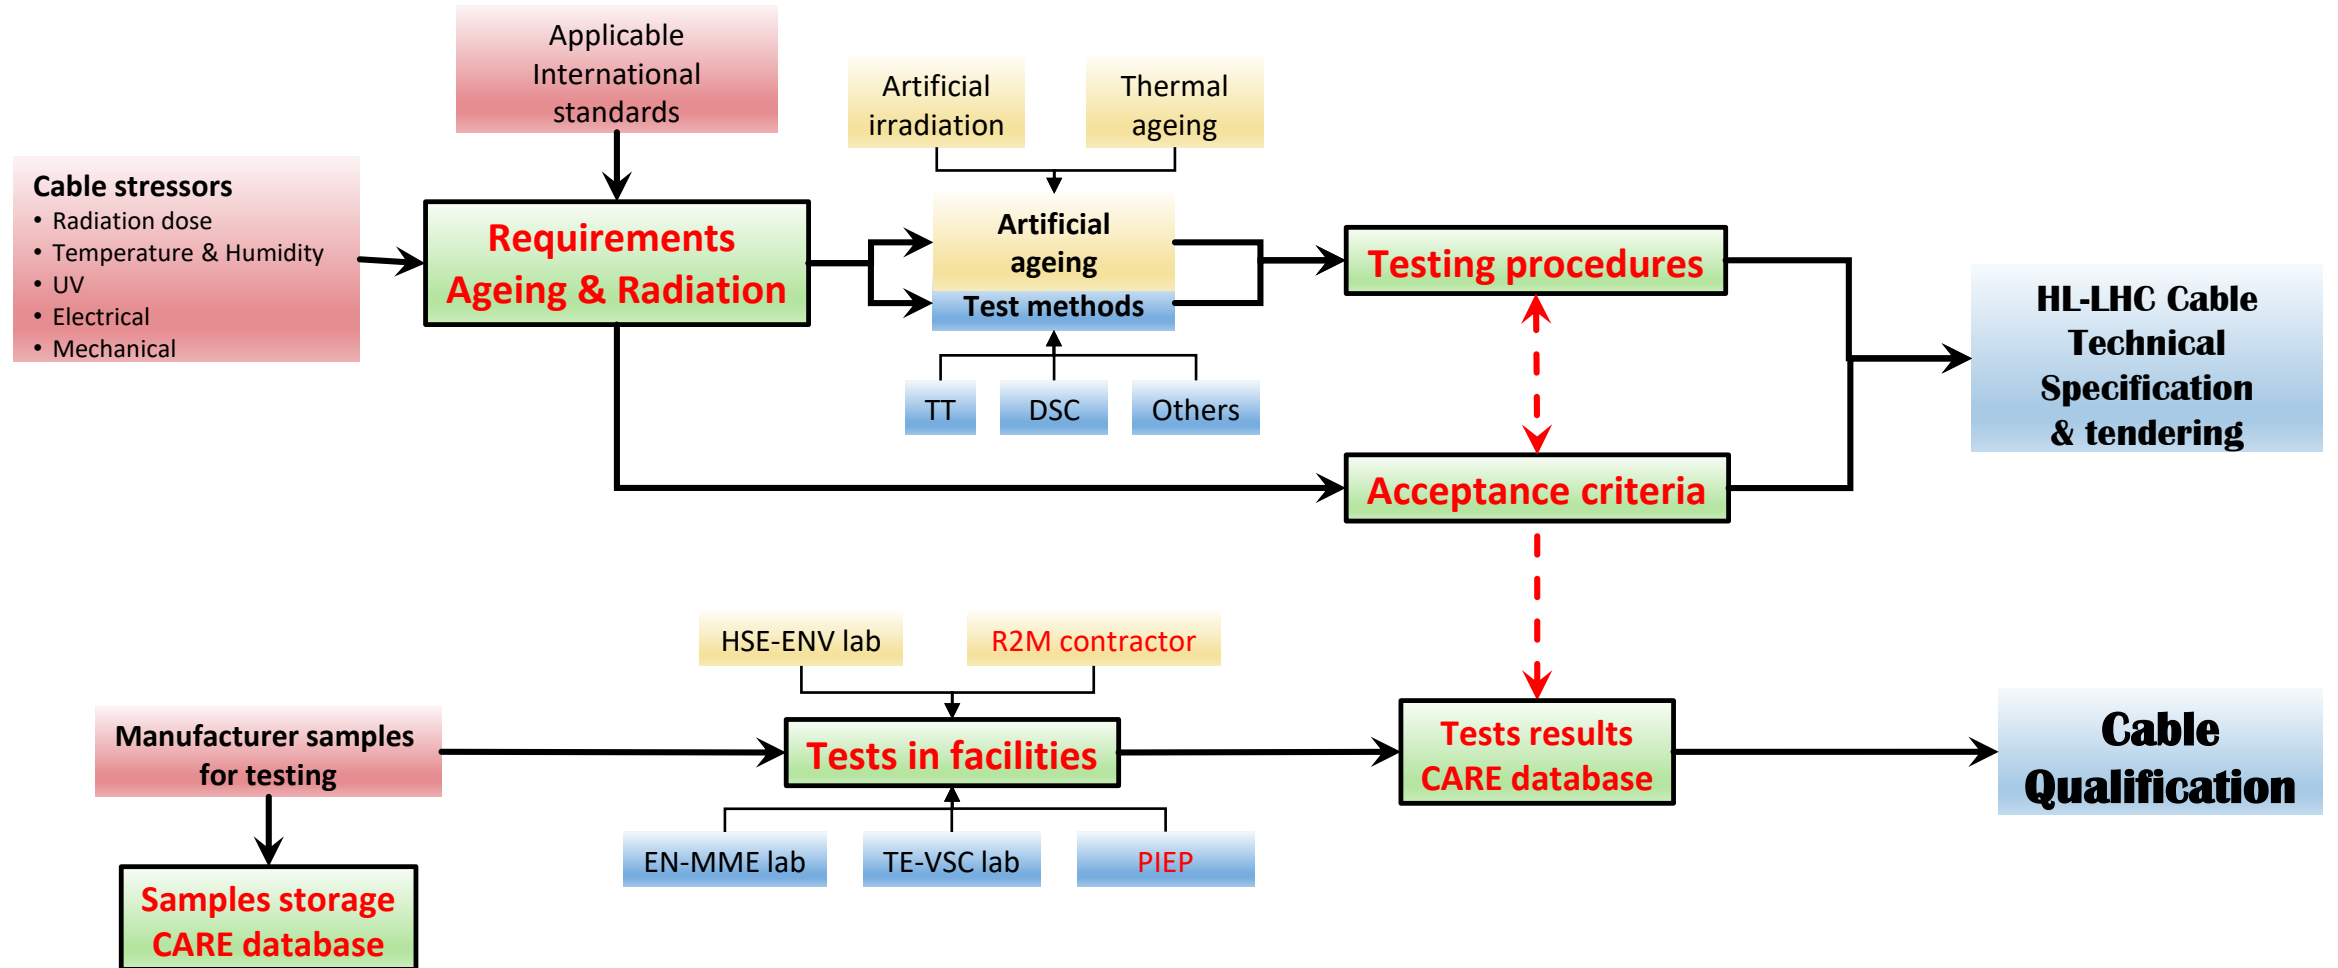 Applicable
International
standards
Artificial
irradiation
Thermal
ageing
Cable stressors
• Radiation dose
• Temperature & Humidity
• UV
• Electrical
• Mechanical
Requirements
Ageing & Radiation
Artificial
ageing
Test methods
TT
DSC
Others
Testing procedures
Acceptance criteria
HL-LHC Cable
Technical
Specification
& tendering
HSE-ENV lab
R2M contractor
Manufacturer samples
for testing
Tests in facilities
EN-MME lab
TE-VSC lab
PIEP
Tests results
CARE database
Cable
Qualification
Samples storage
CARE database